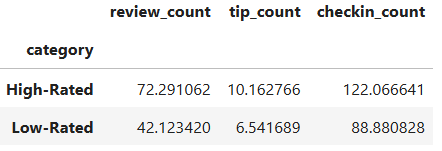 review_count tip_count checkin_count
category
High-Rated 72.291062 10.162766 122.066641
Low-Rated 42.123420 6.541689 88.880828